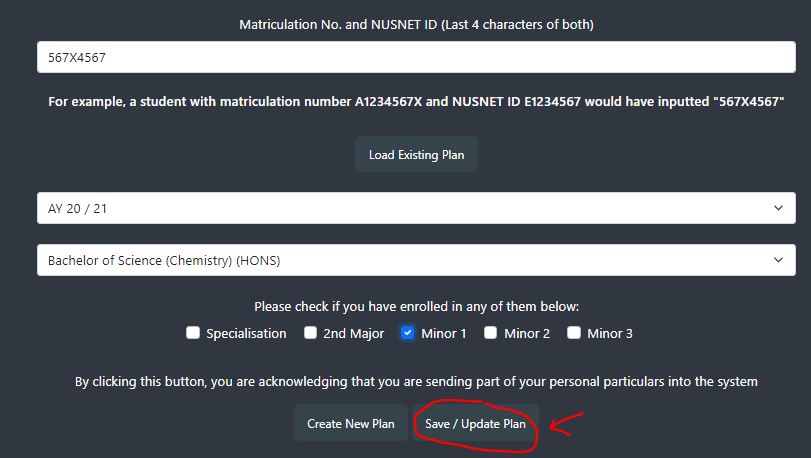 Matriculation No. and NUSNET ID (Last 4 characters of both)
567X4567
For example, a student with matriculation number A1234567X and NUSNET ID E1234567 would have inputted "567X4567"
Load Existing Plan
AY 20 / 21
Bachelor of Science (Chemistry) (HONS)
Please check if you have enrolled in any of them below:
Specialisation 2nd Major Minor 1 Minor 2 Minor 3
By clicking this button, you are acknowledging that you are sending part of your personal particulars into the system
Create New Plan Save / Update Plan